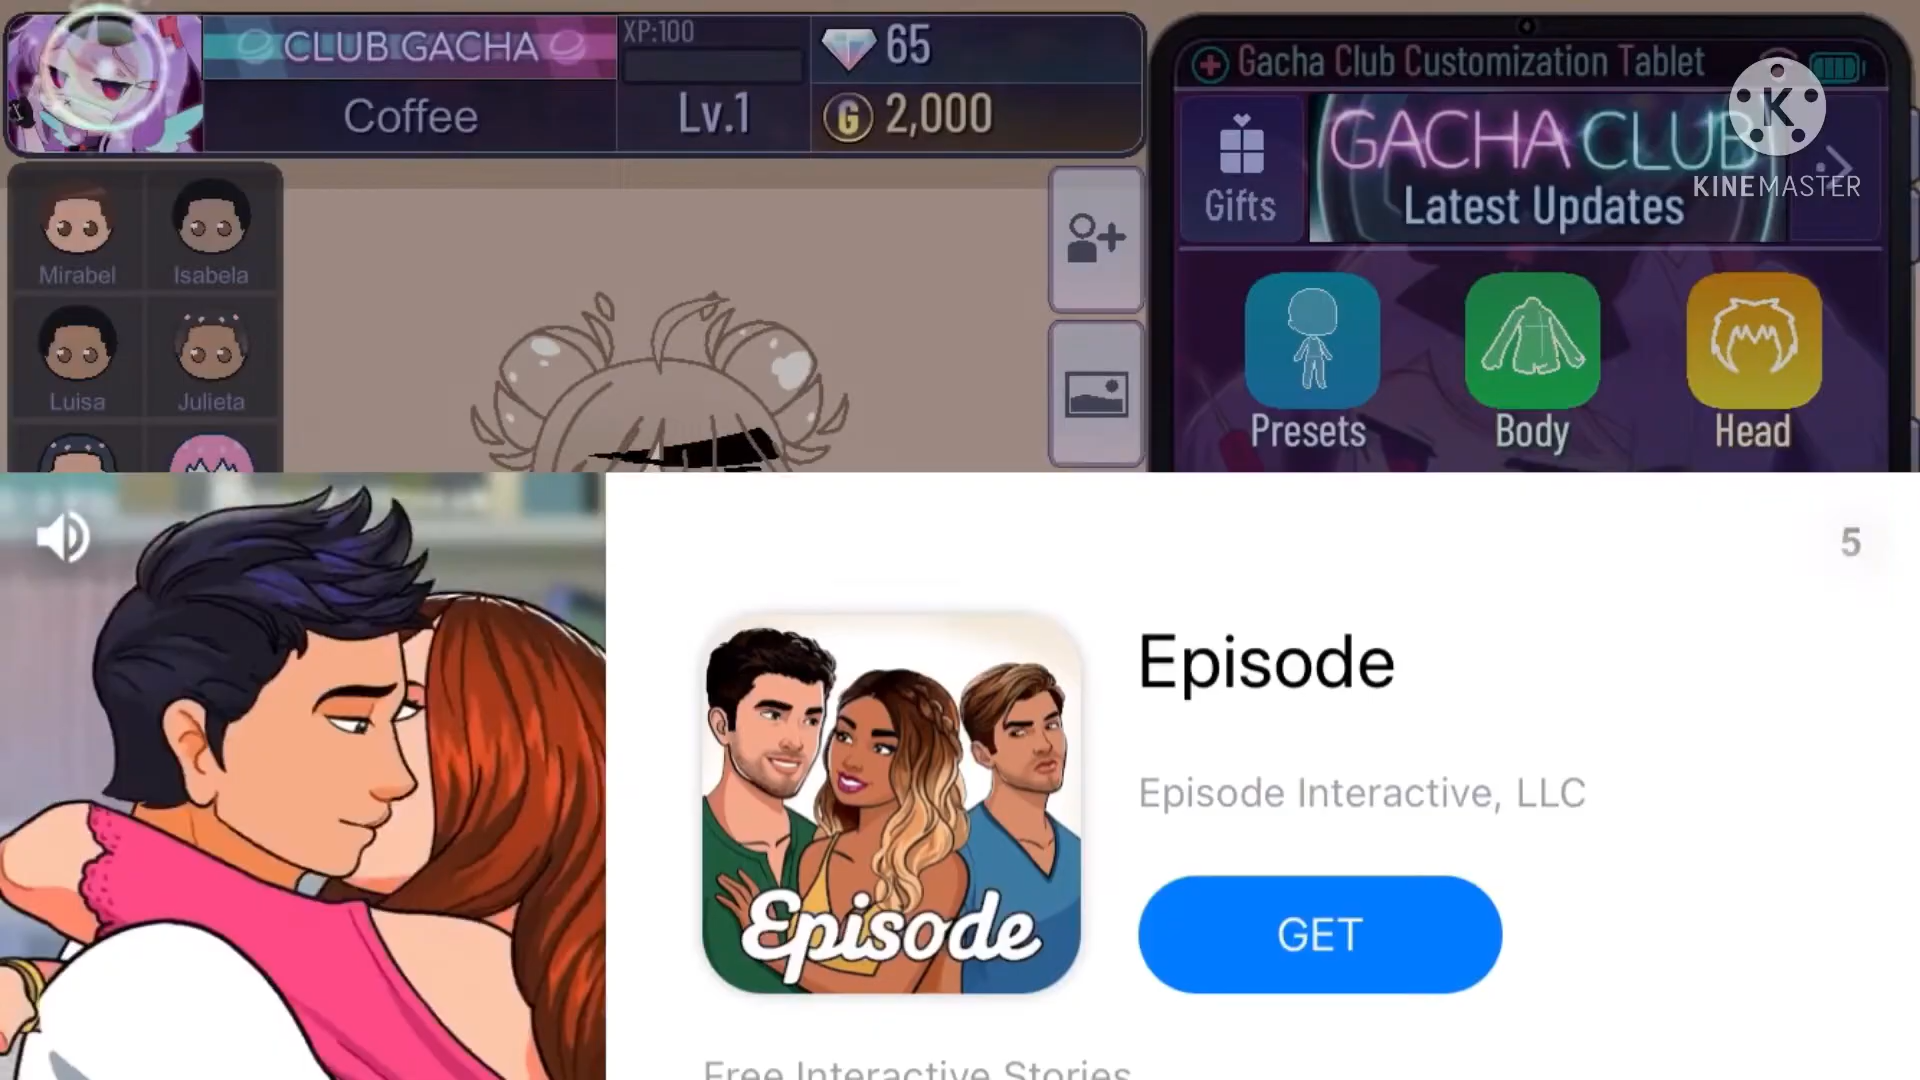 CLUB GACHA
Coffee
XP:100
Lv.1
65
G 2,000
Gacha Club Customization Tablet
Gifts
GACHA CLUB
Latest Updates
K
KINEMASTER
Mirabel
Isabela
Luisa
Julieta
Presets
Body
Head
5
Episode
Episode
Episode Interactive, LLC
GET
Free Interactive Stories